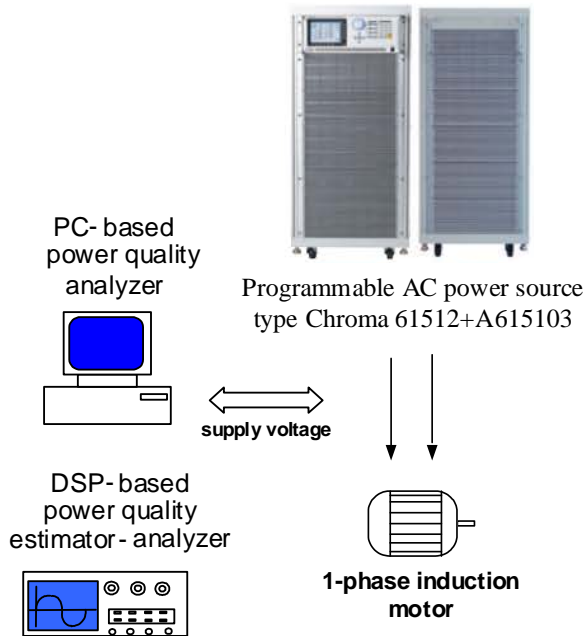 PC- based
power quality
analyzer
Programmable AC power source
type Chroma 61512+A615103
supply voltage
DSP- based
power quality
estimator- analyzer
1-phase induction
motor